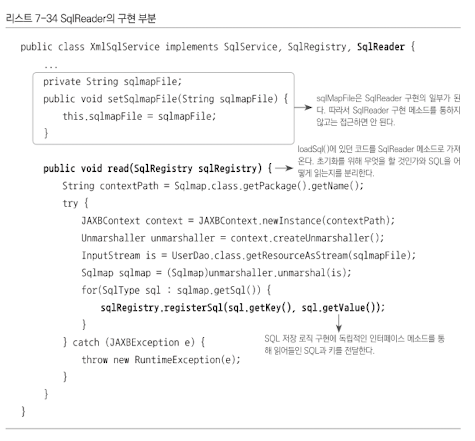 리스트 7-34 SqlReader의 구현 부분
public class XmlSqlService implements SqlService, SqlRegistry, SqlReader {
...
private String sqlmapFile;
public void setSqlmapFile(String sqlmapFile) {
this.sqlmapFile = sqlmapFile;
}
sqlMapFile은 SqlReader 구현의 일부가 된
다. 따라서 SqlReader 구현 메소드를 통하지
않고는 접근하면 안 된다.
loadSql()에 있던 코드를 SqlReader 메소드로 가져
온다. 초기화를 위해 무엇을 할 것인가와 SQL을 어
떻게 읽는지를 분리한다.
public void read(SqlRegistry sqlRegistry) {
String contextPath = Sqlmap.class.getPackage().getName();
try {
JAXBContext context = JAXBContext.newInstance(contextPath);
Unmarshaller unmarshaller = context.createUnmarshaller();
InputStream is = UserDao.class.getResourceAsStream(sqlmapFile);
Sqlmap sqlmap = (Sqlmap)unmarshaller.unmarshal(is);
for(SqlType sql : sqlmap.getSql()) {
sqlRegistry.registerSql(sql.getKey(), sql.getValue());
}
SQL 저장 로직 구현에 독립적인 인터페이스 메소드를 통
해 읽어들인 SQL과 키를 전달한다.
} catch (JAXBException e) {
throw new RuntimeException(e);
}
}
}